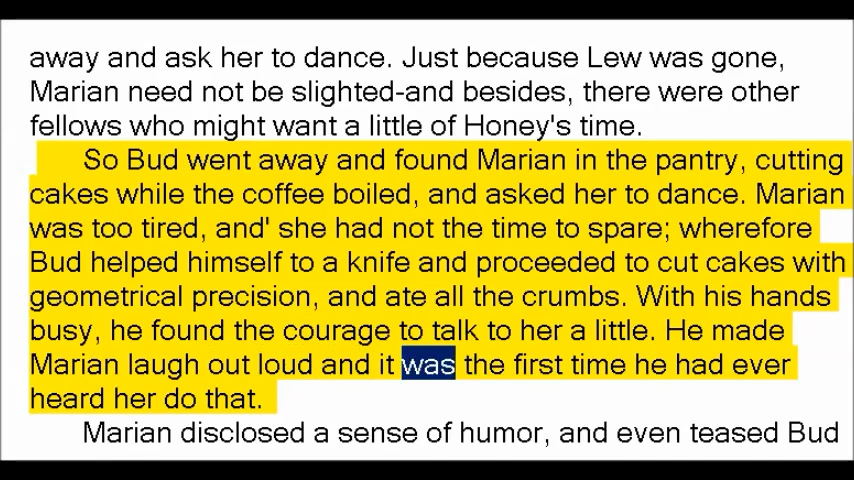 away and ask her to dance. Just because Lew was gone,
Marian need not be slighted-and besides, there were other
fellows who might want a little of Honey's time.
So Bud went away and found Marian in the pantry, cutting
cakes while the coffee boiled, and asked her to dance. Marian
was too tired, and' she had not the time to spare; wherefore
Bud helped himself to a knife and proceeded to cut cakes with
geometrical precision, and ate all the crumbs. With his hands
busy, he found the courage to talk to her a little. He made
Marian laugh out loud and it was the first time he had ever
heard her do that.
Marian disclosed a sense of humor, and even teased Bud